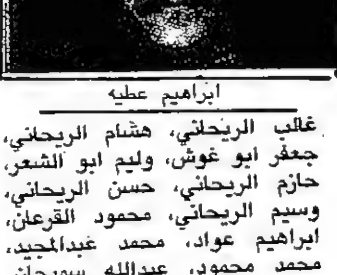 ابراهيم عطيه
غالب الريحاني، هشام الريحاني،
جعفر ابو غوش، وليم ابو الشعر،
حازم الريحاني، حسن الريحاني،
وسيم الريحاني، محمود القرعان،
ابراهيم عواد، محمد عبدالمجيد،
محمد محمود، عبدالله سميحان،